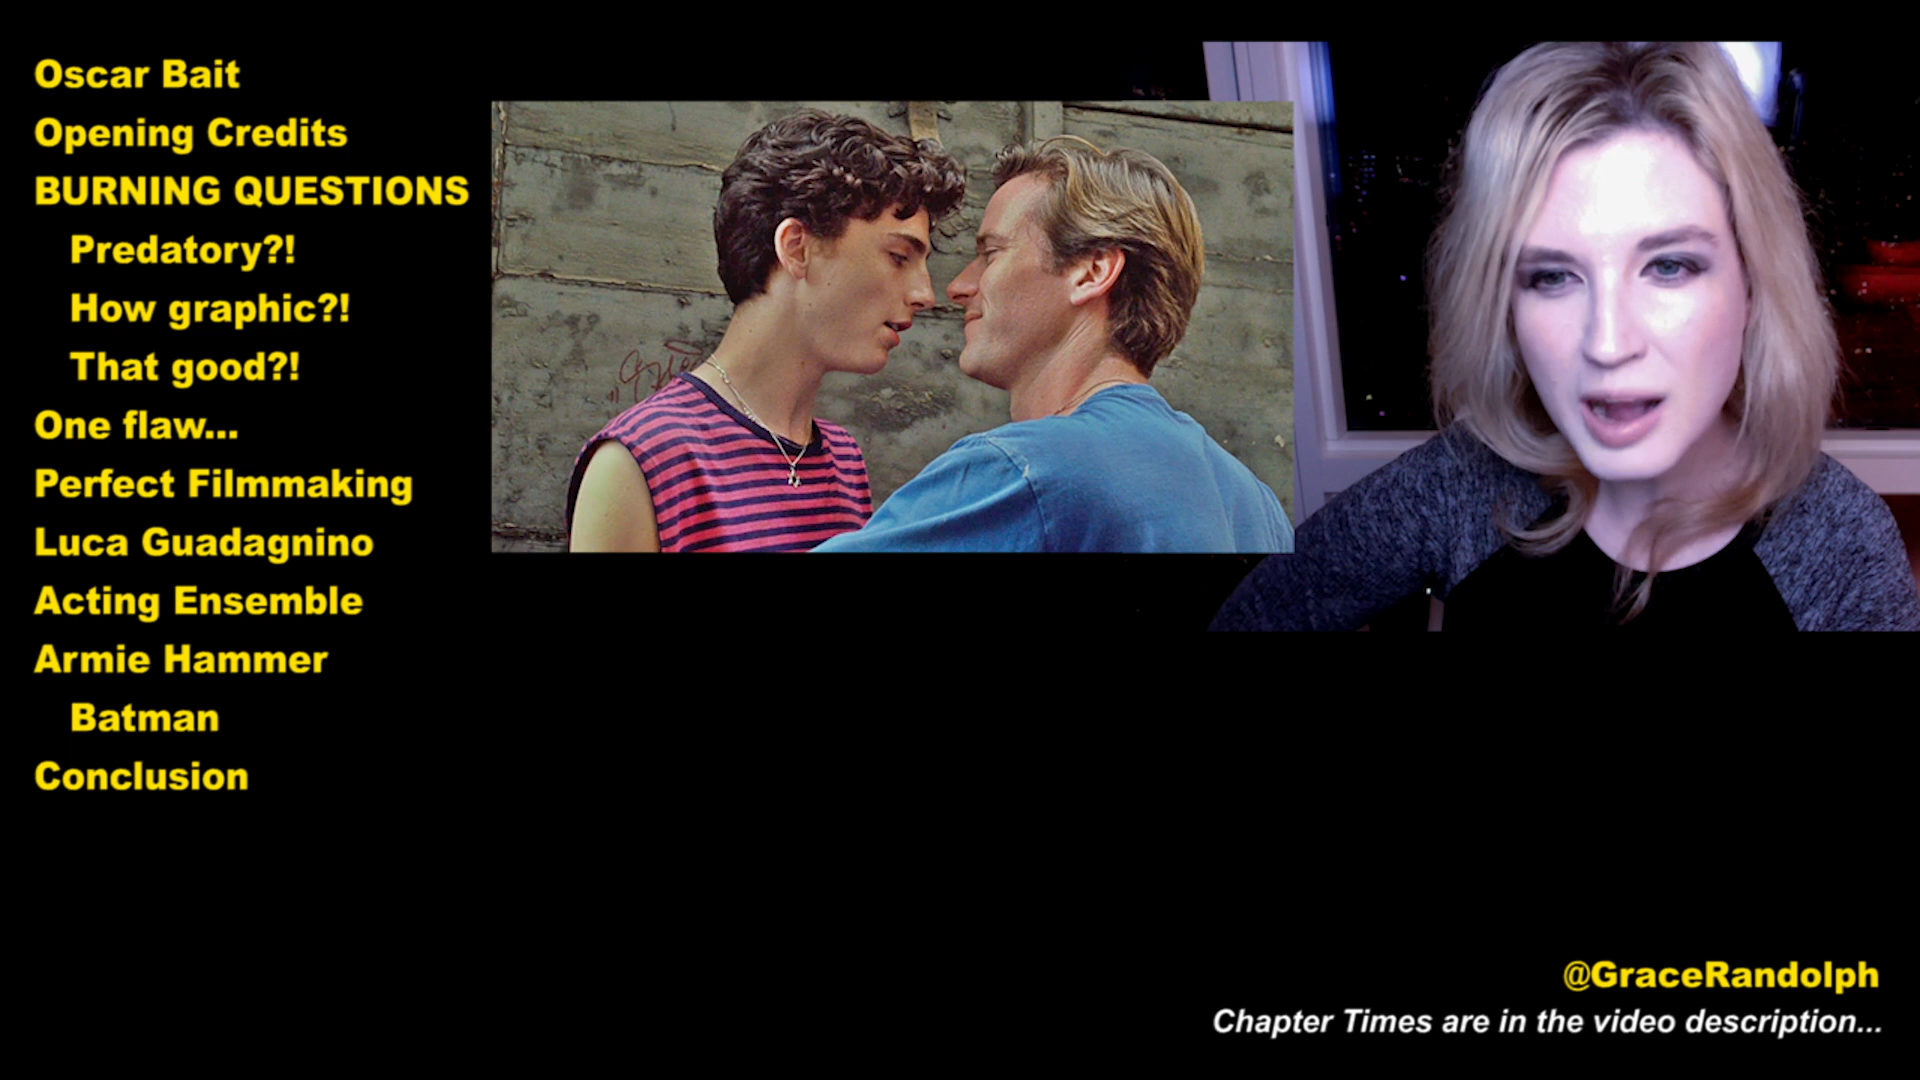 Oscar Bait
Opening Credits
BURNING QUESTIONS
Predatory?!
How graphic?!
That good?!
One flaw...
Perfect Filmmaking
Luca Guadagnino
Acting Ensemble
Armie Hammer
Batman
Conclusion
@GraceRandolph
Chapter Times are in the video description...